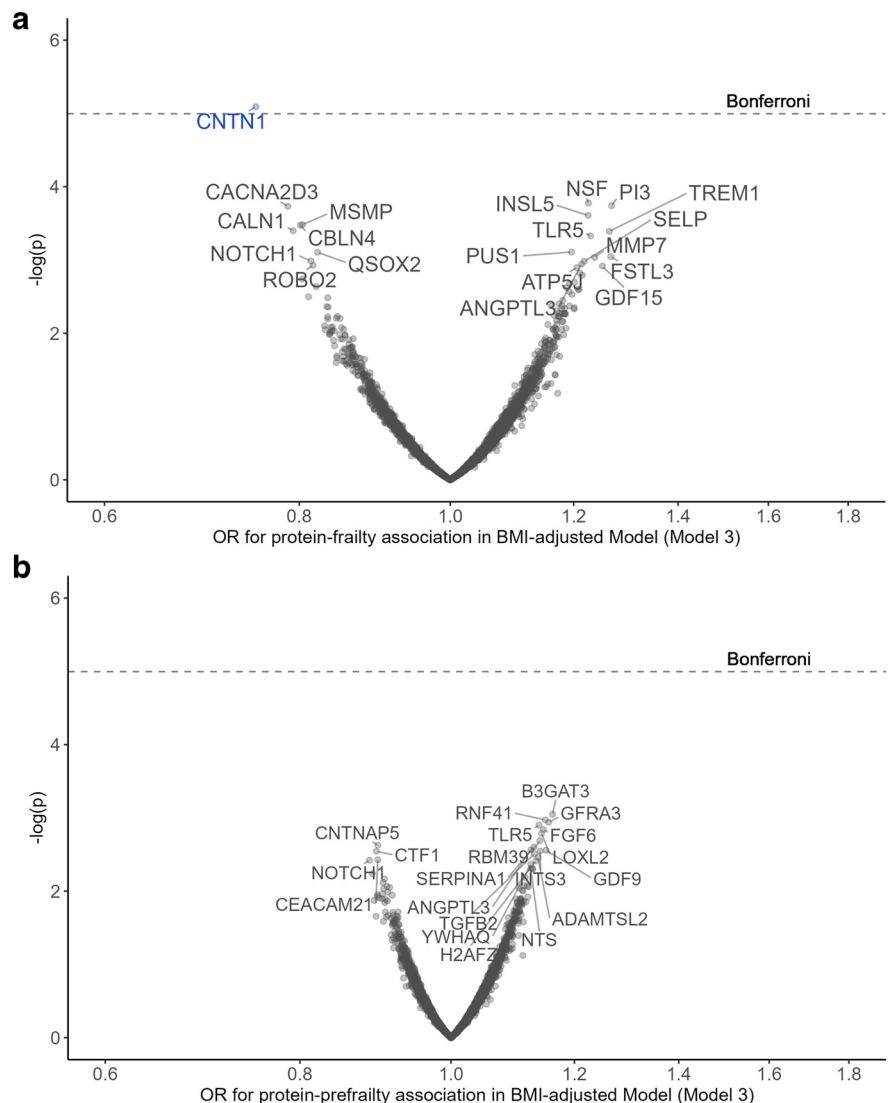 a
6
Bonferroni
CNTN1
4
CACNA2D3
NSF
PI3
TREM1
INSL5
CALN1
MSMP
SELP
TLR5
CBLN4
MMP7
NOTCH1
PUS1
QSOX2
FSTL3
ROBO2
ATP5J
GDF15
ANGPTL3
2
0
-log(p)
0.6 0.8 1.0 1.2 1.4 1.6 1.8
OR for protein-frailty association in BMI-adjusted Model (Model 3)
b
6
Bonferroni
4
B3GAT3
RNF41
GFRA3
CNTNAP5
TLR5
FGF6
CTF1
RBM39
LOXL2
NOTCH1
SERPINA1
INTS3
GDF9
2
CEACAM21
ANGPTL3
ADAMTSL2
TGFB2
YWHAQ
NTS
H2AFZ
0
-log(p)
0.6 0.8 1.0 1.2 1.4 1.6 1.8
OR for protein-prefrailty association in BMI-adjusted Model (Model 3)